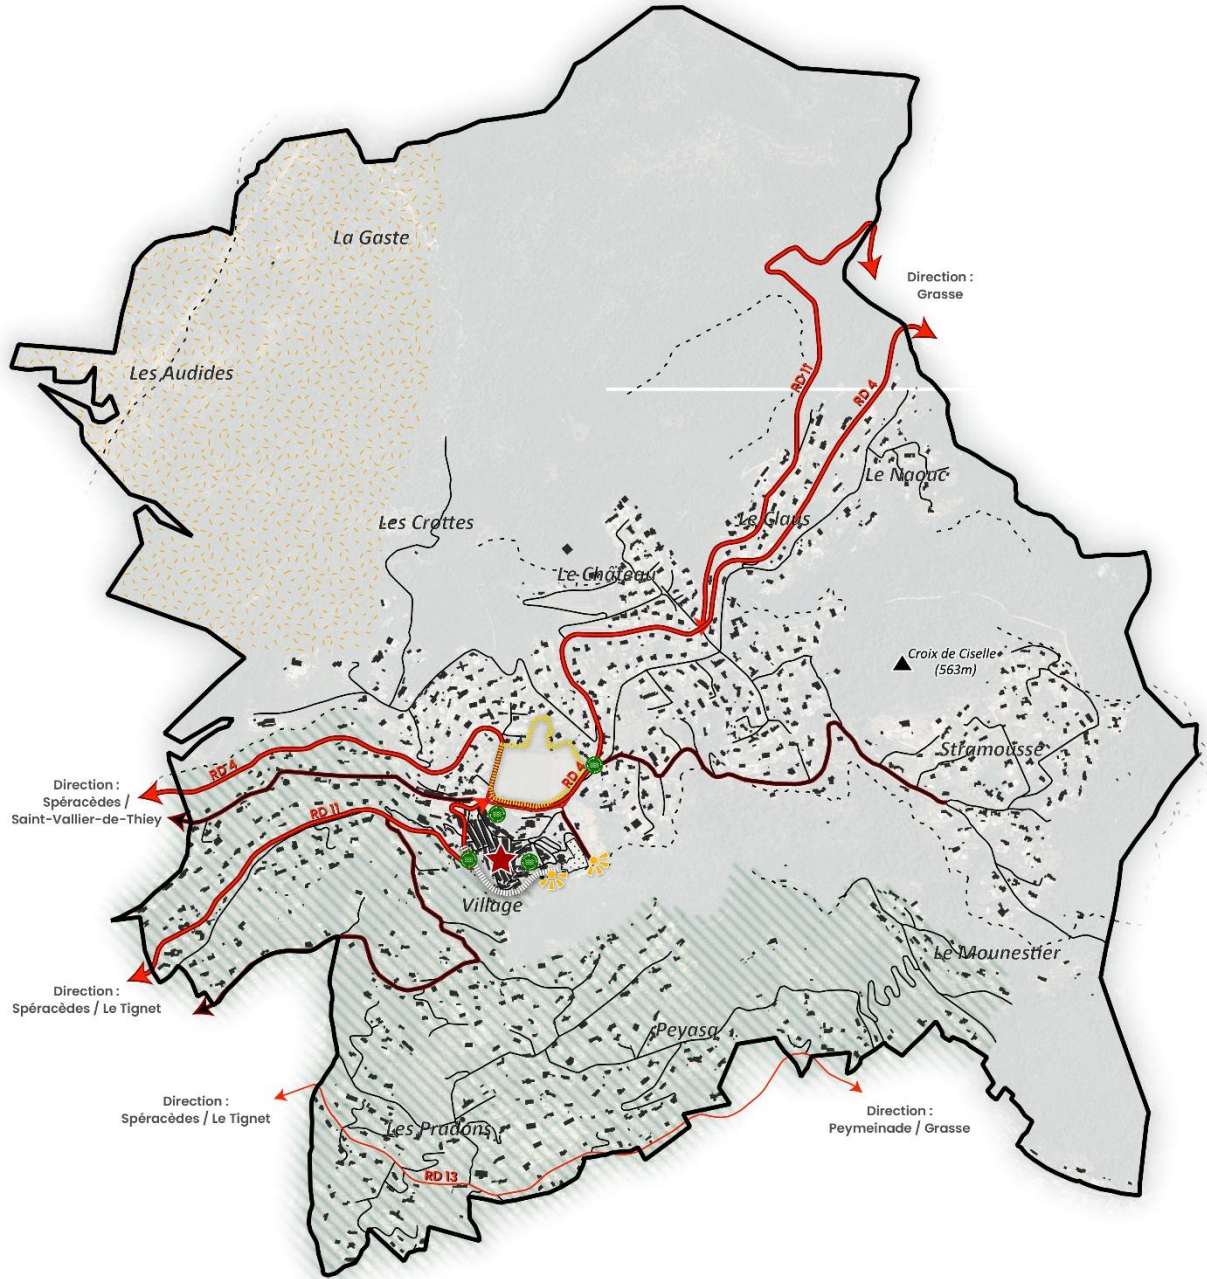 La Gaste
Direction :
Grasse
Les Audides
RD 11
RD 4
Le Naouc
Les Crottes
Le Claus
Le Château
Croix de Ciselle
(563m)
Stramousse
RD 4
RD 4
Direction :
Spéracèdes /
Saint-Vallier-de-Thiey
RD 11
Village
Le Mounestier
Direction :
Spéracèdes / Le Tignet
Peyasq
Direction :
Spéracèdes / Le Tignet
Direction :
Peymeinade / Grasse
Les Pradons
RD 13